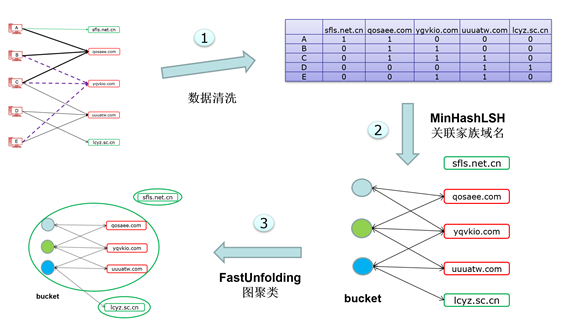 A
B
C
D
E
sfls.net.cn
qosaee.com
yqvkio.com
uuuatw.com
lcyz.sc.cn
1
数据清洗
sfls.net.cn qosaee.com ygvkio.com uuuatw.com lcyz.sc.cn
A 1 1 0 0 0
B 0 1 1 0 0
C 0 1 1 1 0
D 0 0 0 1 1
E 0 0 1 1 0
2
MinHashLSH
关联家族域名
sfls.net.cn
qosaee.com
yqvkio.com
uuuatw.com
lcyz.sc.cn
bucket
3
FastUnfolding
图聚类
sfls.net.cn
qosaee.com
yqvkio.com
uuuatw.com
lcyz.sc.cn
bucket